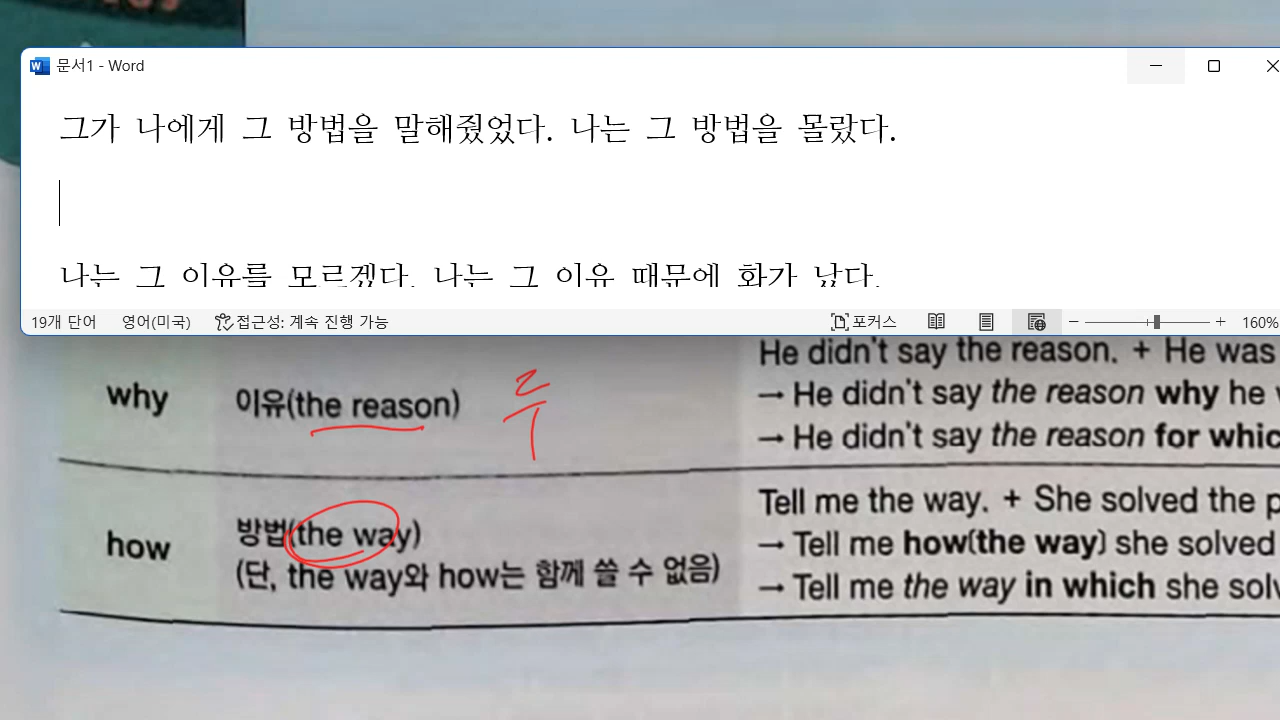 문서1 - Word
그가 나에게 그 방법을 말해줬었다. 나는 그 방법을 몰랐다.
나는 그 이유를 모르겠다. 나는 그 이유 때문에 화가 났다.
19개 단어 영어(미국) 접근성: 계속 진행 가능 포커스 160%
He didn't say the reason. + He was
why 이유(the reason) → He didn't say the reason why he
→ He didn't say the reason for
Tell me the way. + She solved the
how 방법(the way) → Tell me how(the way) she solved
(단, the way와 how는 함께 쓸 수 없음) → Tell me the way in which she